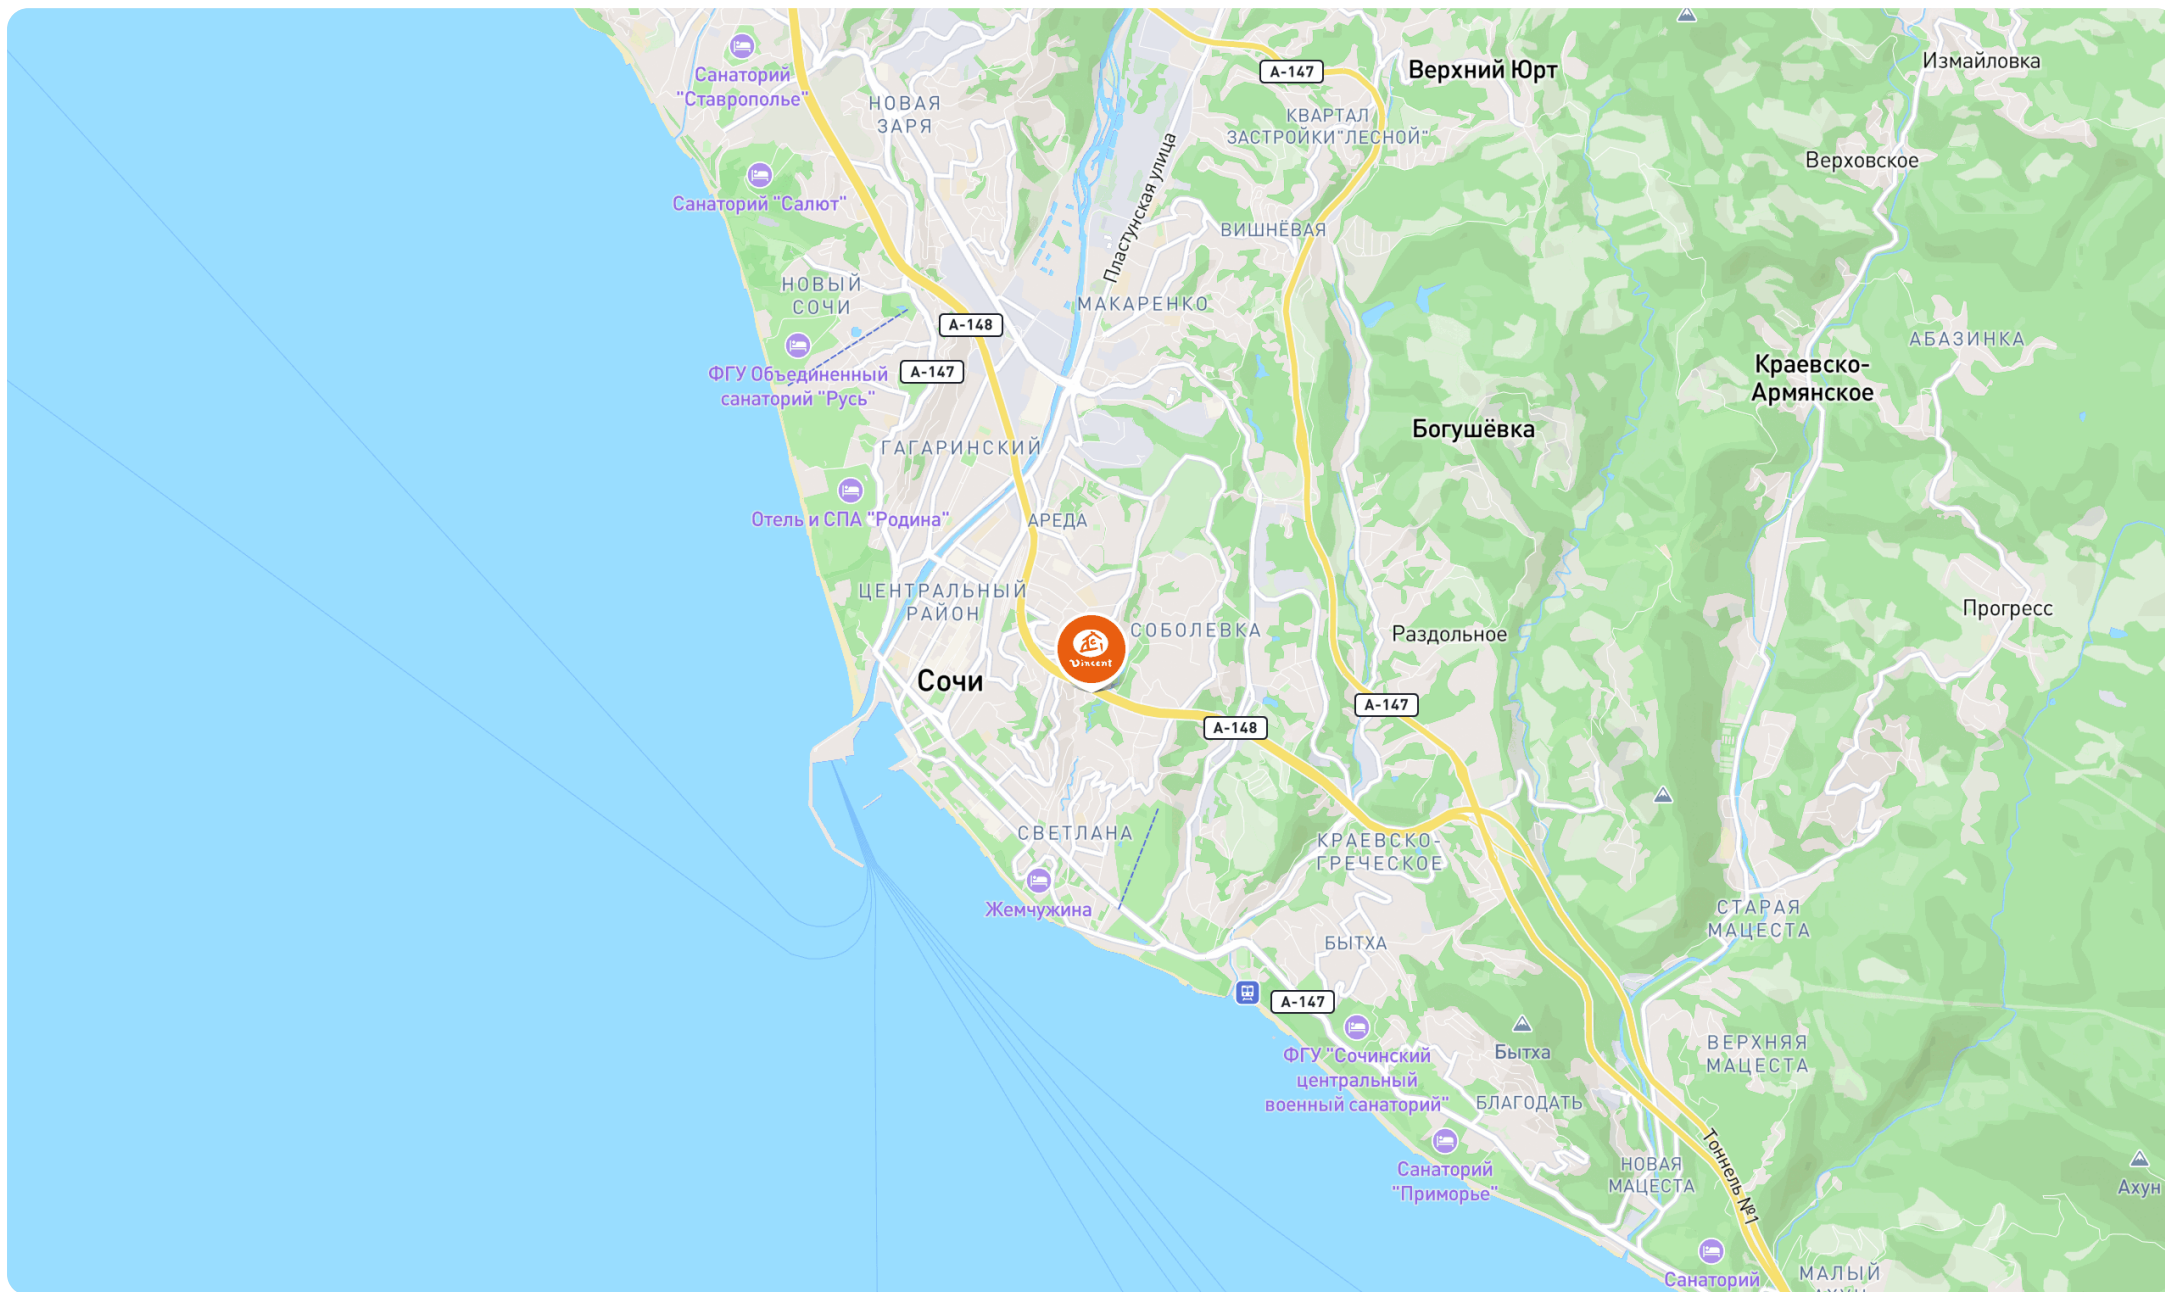 Санаторий
"Ставрополье"
НОВАЯ
ЗАРЯ
А-147
Верхний Юрт
КВАРТАЛ
ЗАСТРОЙКИ"ЛЕСНОЙ"
Измайловка
Верховское
Санаторий "Салют"
Пластунская улица
ВИШНЁВАЯ
НОВЫЙ
СОЧИ
МАКАРЕНКО
А-148
А-147
ФГУ Объединенный
санаторий "Русь"
АБАЗИНКА
Краевско-
Армянское
Богушёвка
ГАГАРИНСКИЙ
Отель и СПА "Родина"
АРЕДА
ЦЕНТРАЛЬНЫЙ
РАЙОН
Прогресс
СОБОЛЕВКА
Раздольное
Vincent
Сочи
А-147
А-148
СВЕТЛАНА
КРАЕВСКО-
ГРЕЧЕСКОЕ
Жемчужина
СТАРАЯ
МАЦЕСТА
БЫТХА
А-147
ФГУ "Сочинский
центральный
военный санаторий"
Бытха
ВЕРХНЯЯ
МАЦЕСТА
БЛАГОДАТЬ
Санаторий
"Приморье"
Тоннель №1
НОВАЯ
МАЦЕСТА
Ахун
Санаторий
МАЛЫЙ
АХУН